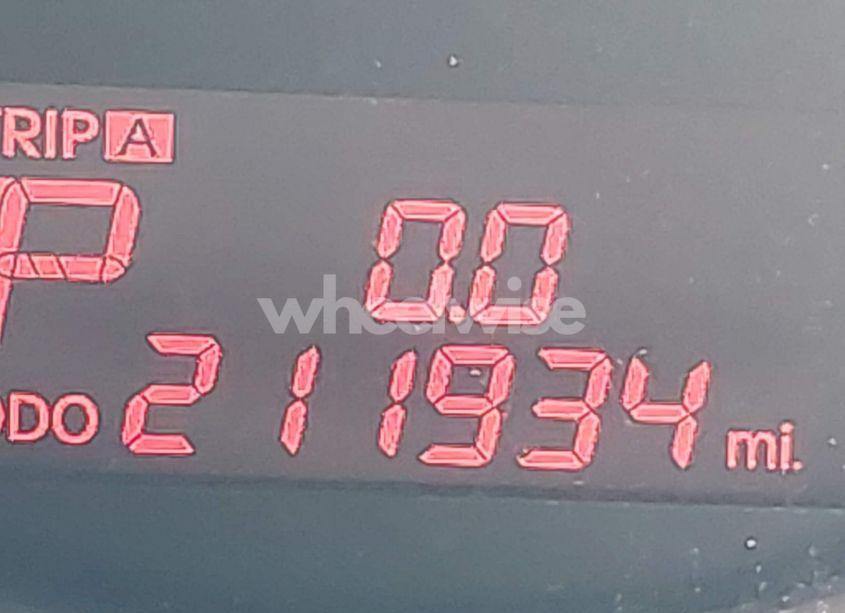 TRIP A
P 0.0
wheelwise
ODO 211934 mi.